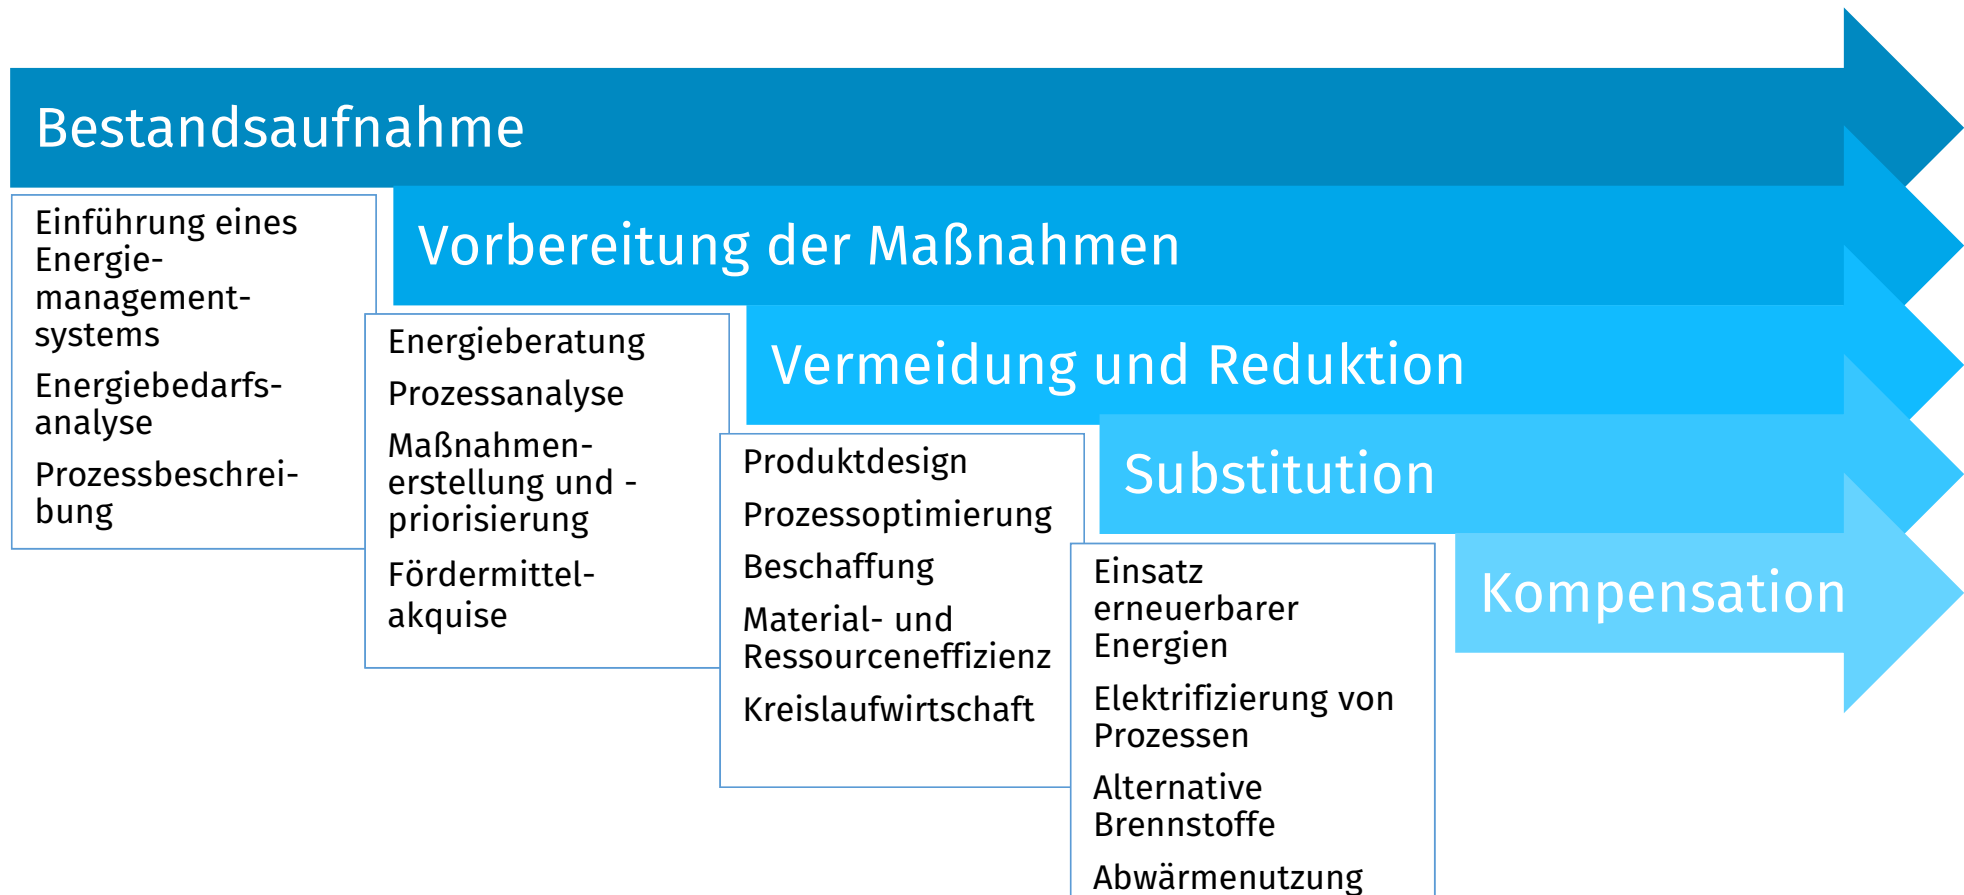 Bestandsaufnahme
Einführung eines
Energie-
management-
systems
Energiebedarfs-
analyse
Prozessbeschrei-
bung
Vorbereitung der Maßnahmen
Energieberatung
Prozessanalyse
Maßnahmen-
erstellung und -
priorisierung
Fördermittel-
akquise
Vermeidung und Reduktion
Produktdesign
Prozessoptimierung
Beschaffung
Material- und
Ressourceneffizienz
Kreislaufwirtschaft
Substitution
Einsatz
erneuerbarer
Energien
Elektrifizierung von
Prozessen
Alternative
Brennstoffe
Abwärmenutzung
Kompensation